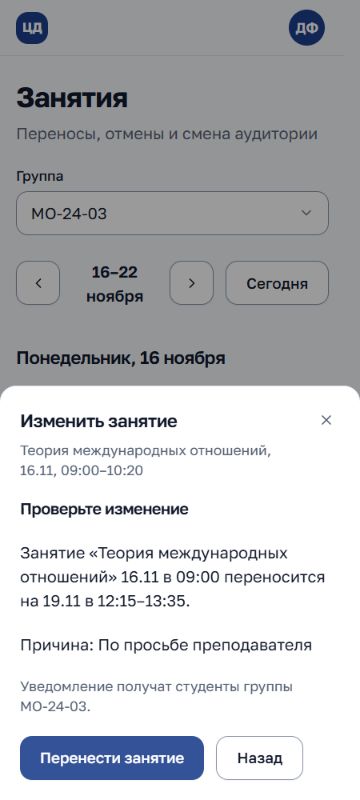 ЦД
ДФ
Занятия
Переносы, отмены и смена аудитории
Группа
МО-24-03
16–22
ноября
Сегодня
Понедельник, 16 ноября
Изменить занятие
Теория международных отношений,
16.11, 09:00–10:20
Проверьте изменение
Занятие «Теория международных
отношений» 16.11 в 09:00 переносится
на 19.11 в 12:15–13:35.
Причина: По просьбе преподавателя
Уведомление получат студенты группы
МО-24-03.
Перенести занятие
Назад